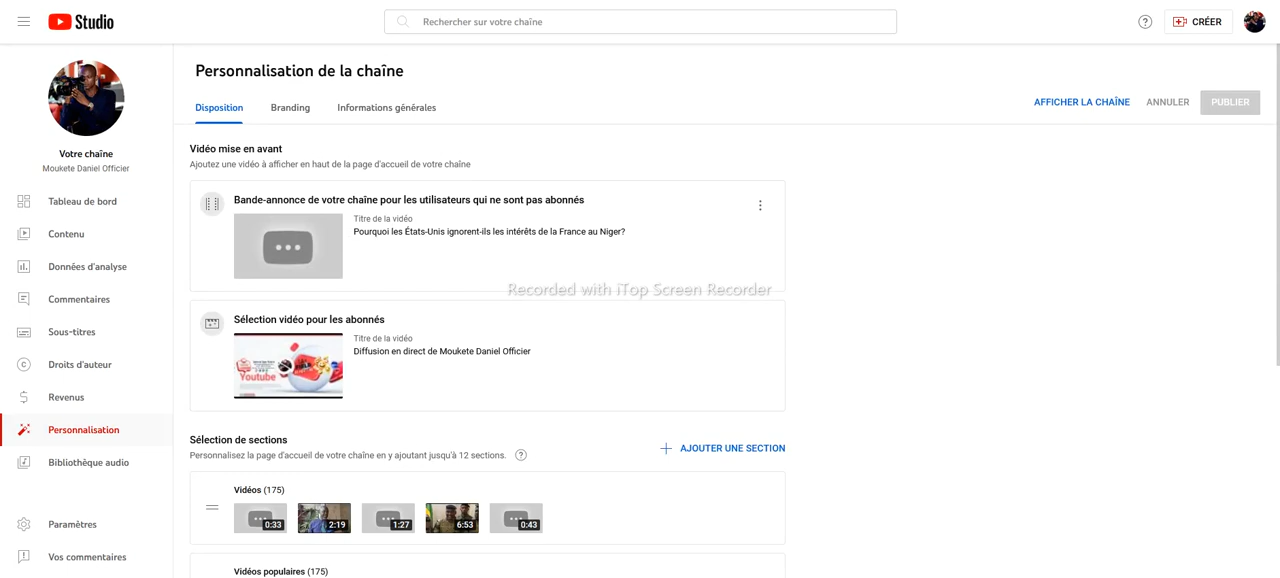 Studio
Rechercher sur votre chaîne
?
CRÉER
Votre chaîne
Moukete Daniel Officier
Tableau de bord
Contenu
Données d'analyse
Commentaires
Sous-titres
Droits d'auteur
Revenus
Personnalisation
Bibliothèque audio
Paramètres
Vos commentaires
Personnalisation de la chaîne
Disposition
Branding
Informations générales
AFFICHER LA CHAÎNE
ANNULER
PUBLIER
Vidéo mise en avant
Ajoutez une vidéo à afficher en haut de la page d'accueil de votre chaîne
Bande-annonce de votre chaîne pour les utilisateurs qui ne sont pas abonnés
Titre de la vidéo
Pourquoi les États-Unis ignorent-ils les intérêts de la France au Niger?
Recorded with iTop Screen Recorder
Sélection vidéo pour les abonnés
Youtube
Titre de la vidéo
Diffusion en direct de Moukete Daniel Officier
Sélection de sections
Personnalisez la page d'accueil de votre chaîne en y ajoutant jusqu'à 12 sections. ?
AJOUTER UNE SECTION
Vidéos (175)
0:33
2:19
1:27
6:53
0:43
Vidéos populaires (175)